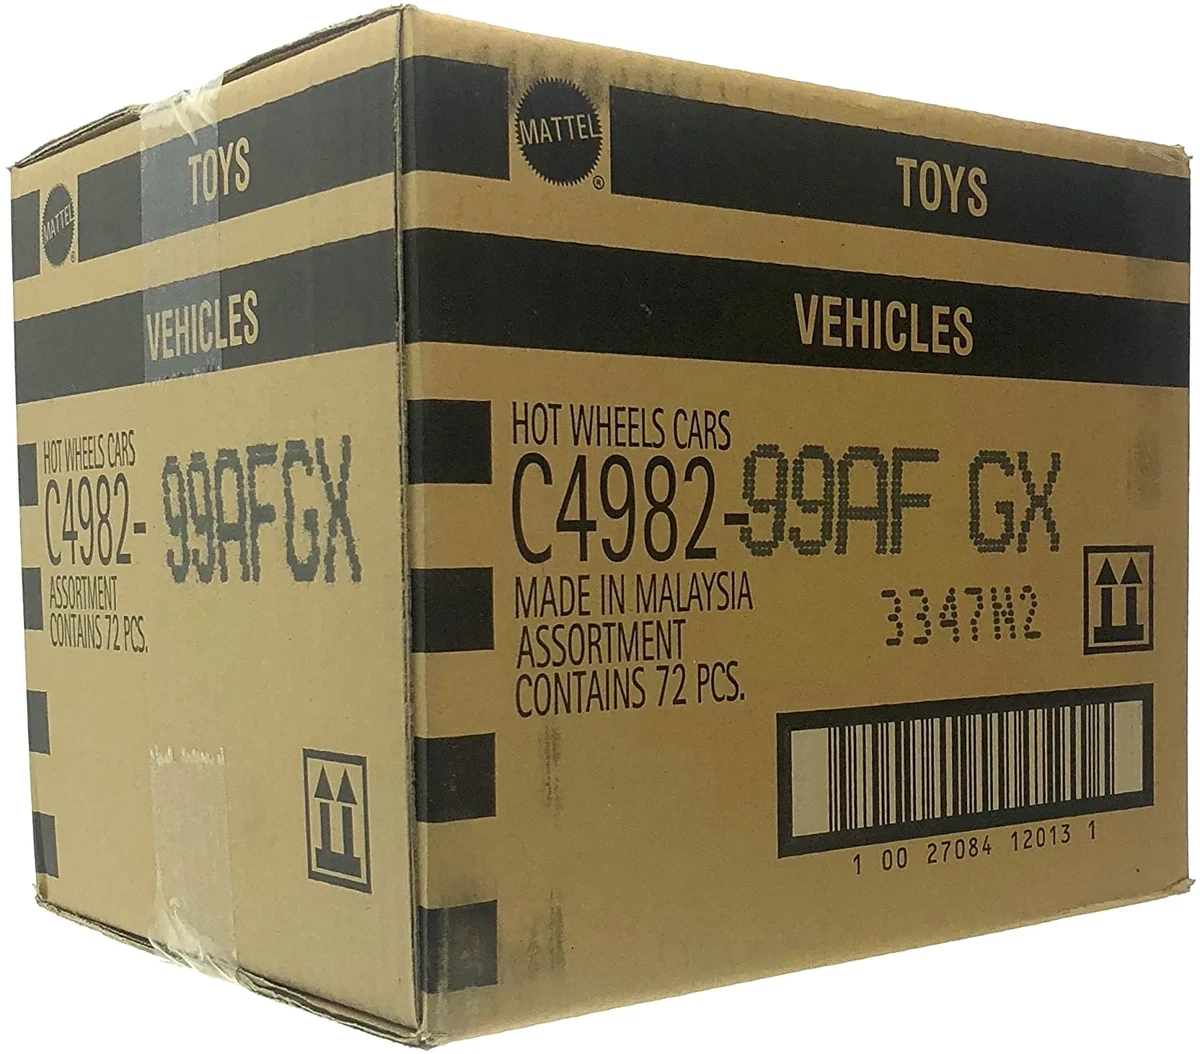 MATTEL
®
TOYS
VEHICLES
HOT WHEELS CARS
C4982- 99AFGX
ASSORTMENT
CONTAINS 72 PCS.
MATTEL
®
TOYS
VEHICLES
HOT WHEELS CARS
C4982-99AF GX
MADE IN MALAYSIA
3347N2
ASSORTMENT
CONTAINS 72 PCS.
1 00 27084 12013 1